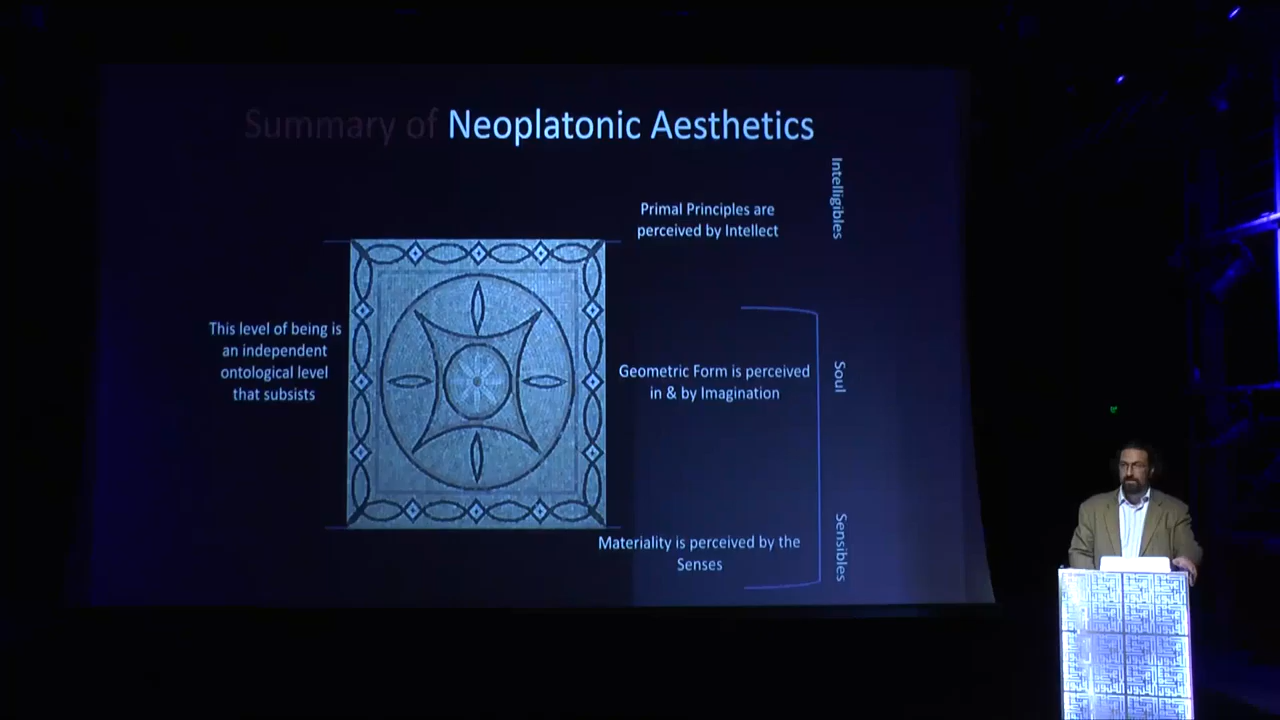 Summary of Neoplatonic Aesthetics
Intelligibles
Primal Principles are
perceived by Intellect
This level of being is
an independent
ontological level
that subsists
Geometric Form is perceived
in & by Imagination
Soul
Materiality is perceived by the
Senses
Sensibles